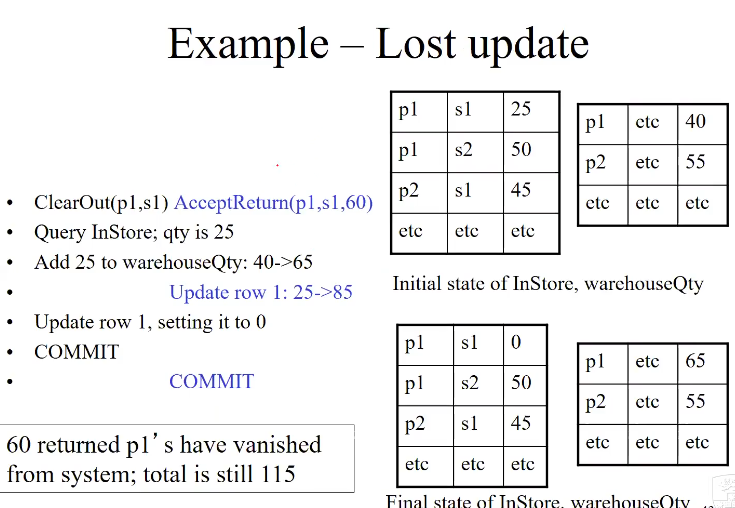 Example – Lost update
• ClearOut(p1,s1) AcceptReturn(p1,s1,60)
• Query InStore; qty is 25
• Add 25 to warehouseQty: 40->65
• Update row 1: 25->85
• Update row 1, setting it to 0
• COMMIT
• COMMIT
60 returned p1's have vanished
from system; total is still 115
p1 s1 25
p1 s2 50
p2 s1 45
etc etc etc
p1 etc 40
p2 etc 55
etc etc etc
Initial state of InStore, warehouseQty
p1 s1 0
p1 s2 50
p2 s1 45
etc etc etc
p1 etc 65
p2 etc 55
etc etc etc
Final state of InStore, warehouseQty